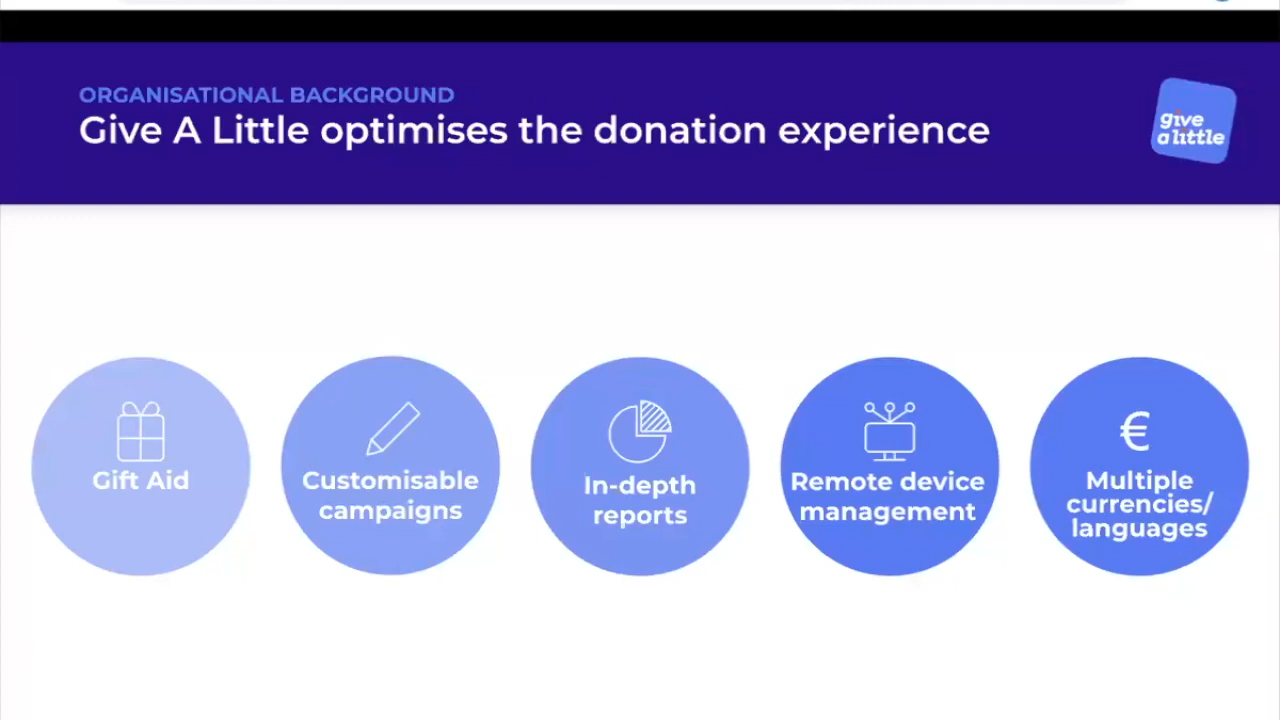 ORGANISATIONAL BACKGROUND
Give A Little optimises the donation experience
give
a little
Gift Aid
Customisable
campaigns
In-depth
reports
Remote device
management
€
Multiple
currencies/
languages